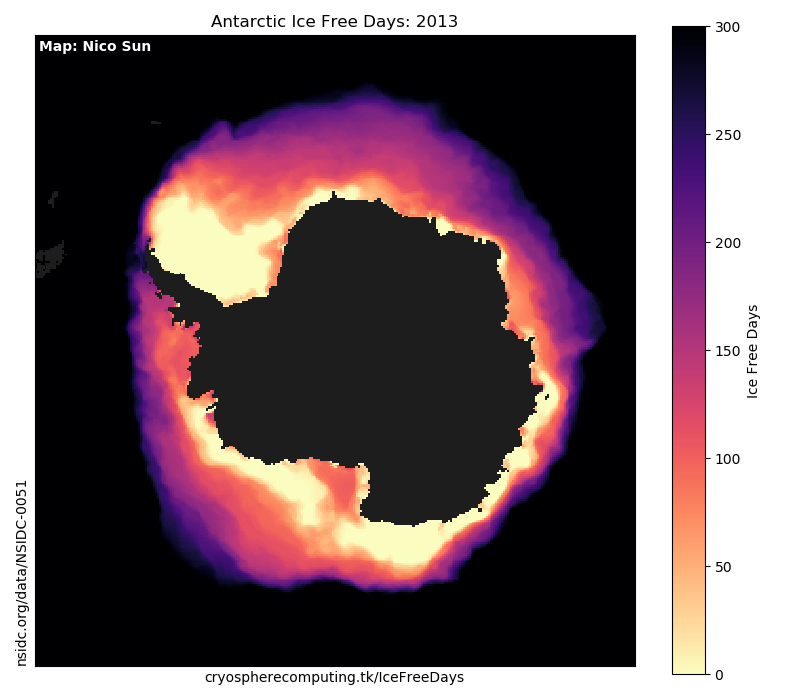 Antarctic Ice Free Days: 2013
Map: Nico Sun
300
250
200
150
100
50
0
Ice Free Days
nsidc.org/data/NSIDC-0051
cryospherecomputing.tk/IceFreeDays